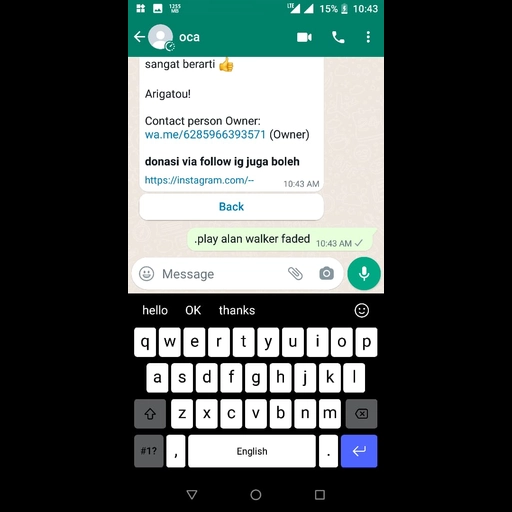 1255 MB LTE 15% 10:43
oca
sangat berarti 👍
Arigatou!
Contact person Owner:
wa.me/6285966393571 (Owner)
donasi via follow ig juga boleh
https://instagram.com/--
10:43 AM
Back
.play alan walker faded 10:43 AM
Message
hello OK thanks
q w e r t y u i o p
a s d f g h j k l
z x c v b n m
#1? , English .